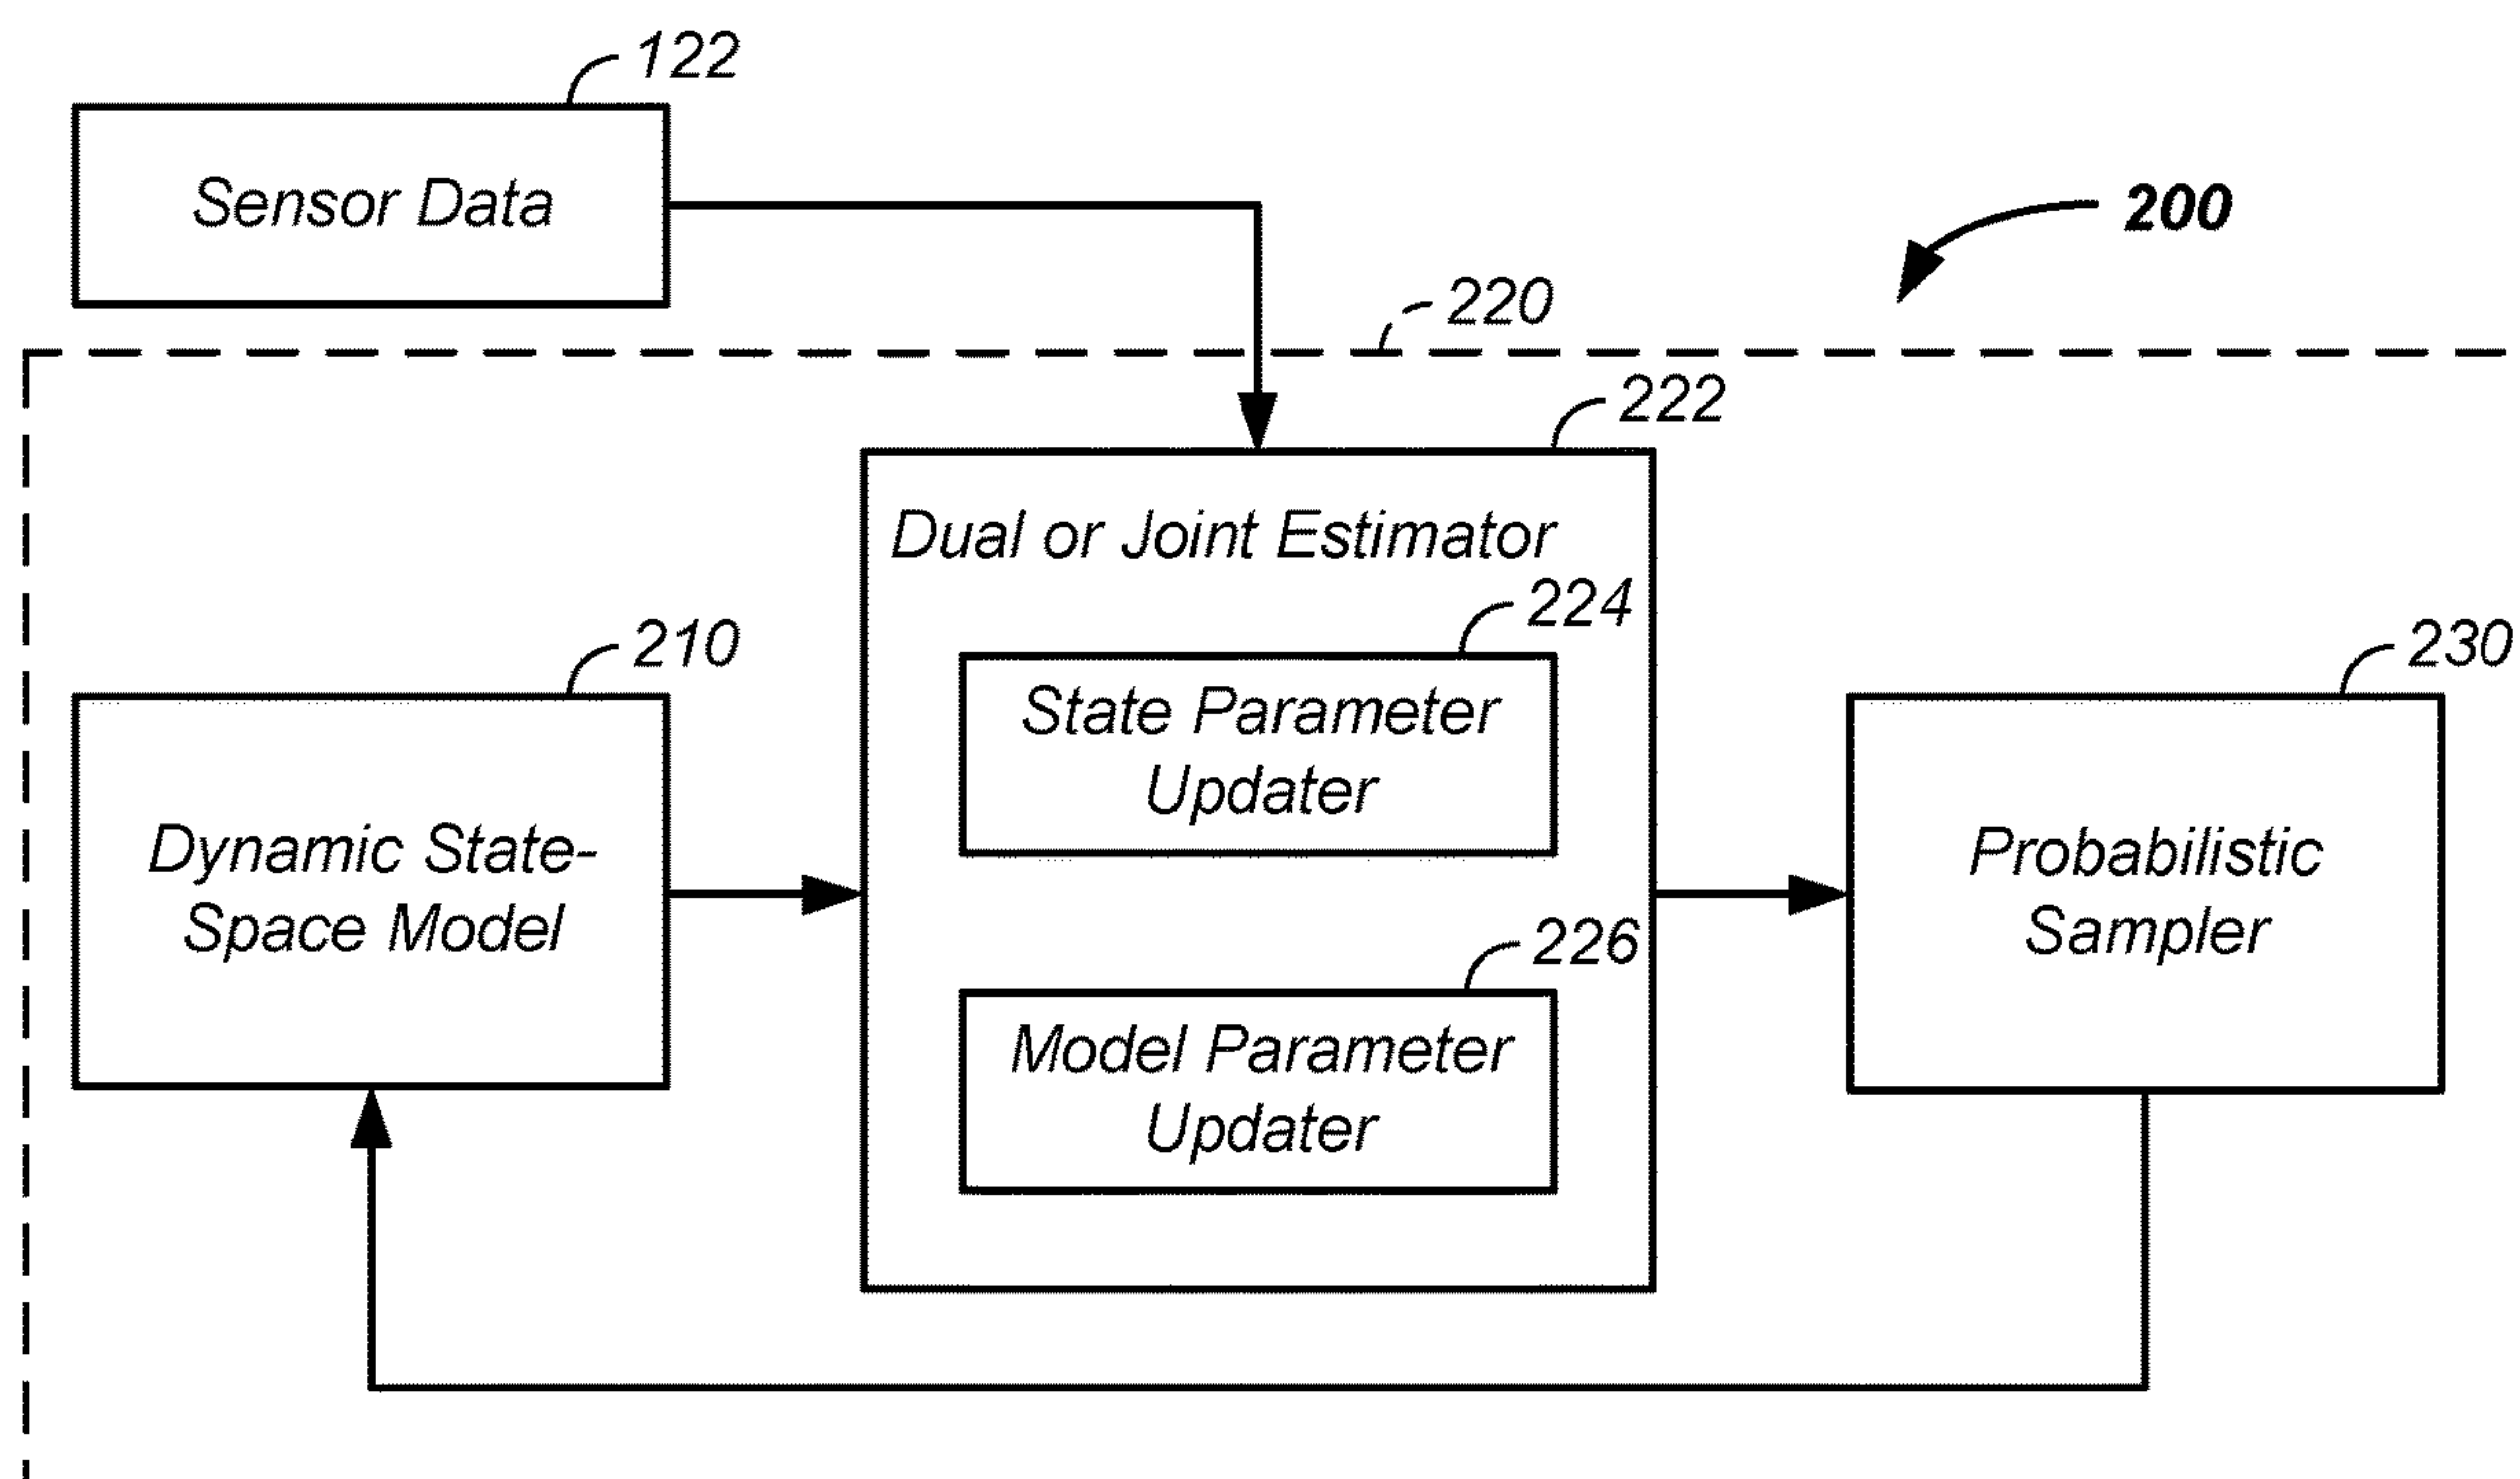 122
Sensor Data
200
220
222
Dual or Joint Estimator
224
210
230
State Parameter
Updater
Dynamic State-
Space Model
Probabilistic
Sampler
226
Model Parameter
Updater